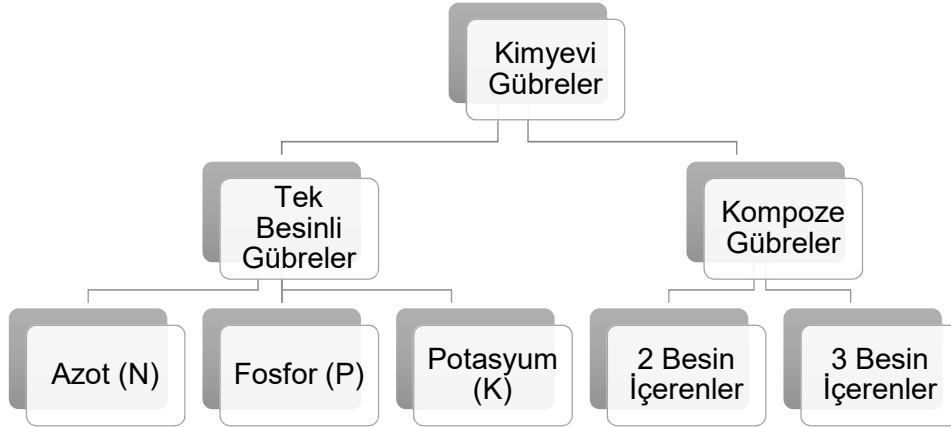 Kimyevi
Gübreler
Tek
Besinli
Gübreler
Kompoze
Gübreler
Azot (N)
Fosfor (P)
Potasyum
(K)
2 Besin
İçerenler
3 Besin
İçerenler